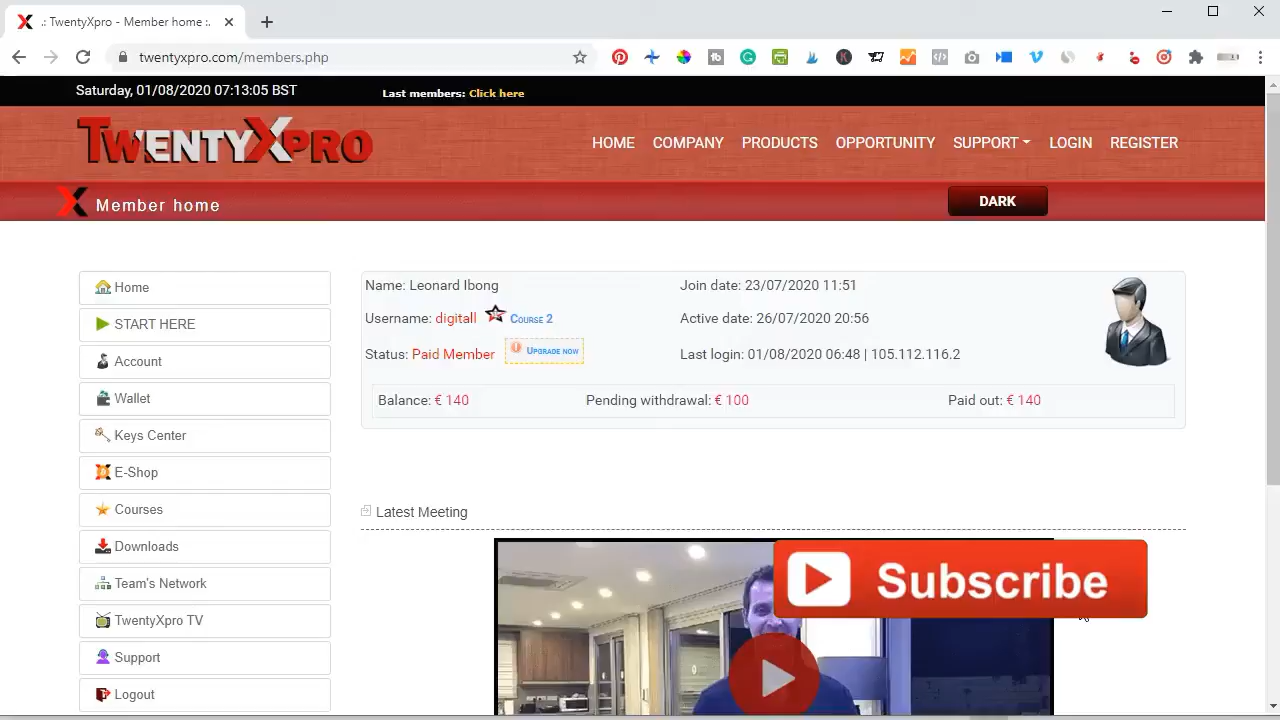 .: TwentyXpro - Member home :.
twentyxpro.com/members.php
Saturday, 01/08/2020 07:13:05 BST
Last members: Click here
TWENTYXPRO
HOME COMPANY PRODUCTS OPPORTUNITY SUPPORT LOGIN REGISTER
X Member home
DARK
Home
START HERE
Account
Wallet
Keys Center
E-Shop
Courses
Downloads
Team's Network
TwentyXpro TV
Support
Logout
Name: Leonard Ibong
Join date: 23/07/2020 11:51
Username: digitall COURSE 2
Active date: 26/07/2020 20:56
Status: Paid Member UPGRADE NOW
Last login: 01/08/2020 06:48 | 105.112.116.2
Balance: € 140
Pending withdrawal: € 100
Paid out: € 140
Latest Meeting
Subscribe